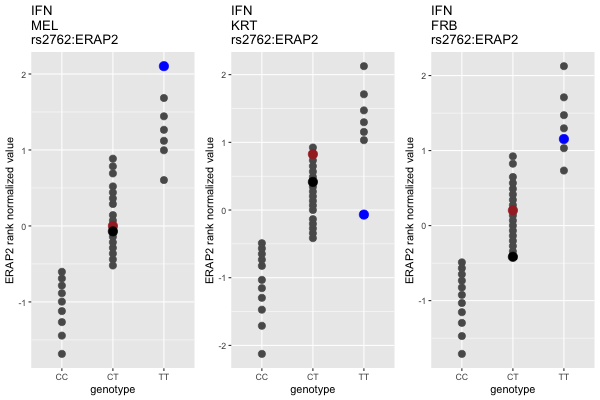 IFN
MEL
rs2762:ERAP2
ERAP2 rank normalized value
2
1
0
-1
CC
CT
TT
genotype
IFN
KRT
rs2762:ERAP2
ERAP2 rank normalized value
2
1
0
-1
-2
CC
CT
TT
genotype
IFN
FRB
rs2762:ERAP2
ERAP2 rank normalized value
2
1
0
-1
CC
CT
TT
genotype